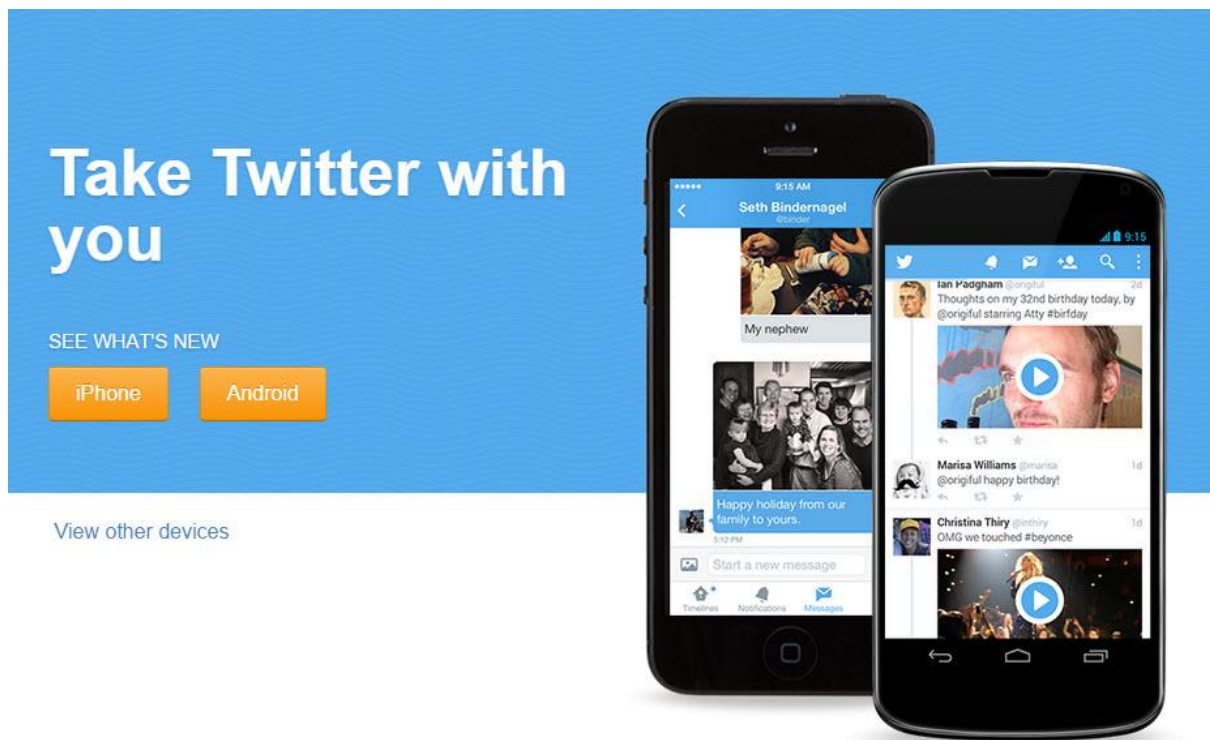 Take Twitter with
you
SEE WHAT'S NEW
iPhone
Android
View other devices
9:15 AM
Seth Bindernagel
@binder
My nephew
Happy holiday from our
family to yours.
5:12 PM
Start a new message
Timelines
Notifications
Messages
9:15
Ian Padgham @origiful 2d
Thoughts on my 32nd birthday today, by
@origiful starring Atty #birfday
Marisa Williams @marisa 1d
@origiful happy birthday!
Christina Thiry @inthiry 1d
OMG we touched #beyonce